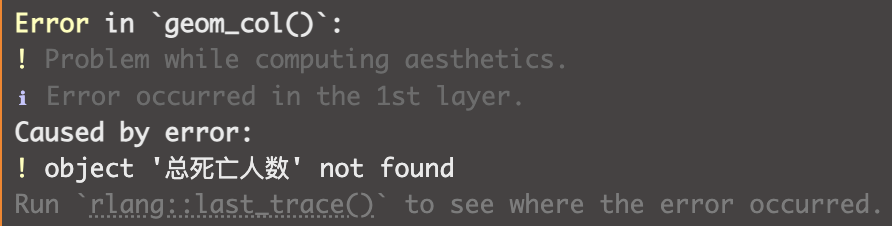 Error in `geom_col()`:
! Problem while computing aesthetics.
ℹ Error occurred in the 1st layer.
Caused by error:
! object '总死亡人数' not found
Run `rlang::last_trace()` to see where the error occurred.